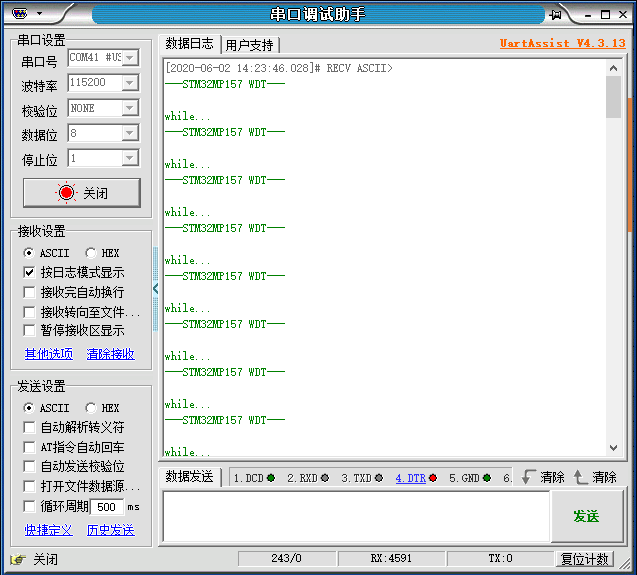 串口调试助手
串口设置
串口号 COM41 #US
波特率 115200
校验位 NONE
数据位 8
停止位 1
关闭
接收设置
ASCII HEX
按日志模式显示
接收完自动换行
接收转向至文件...
暂停接收区显示
其他选项 清除接收
发送设置
ASCII HEX
自动解析转义符
AT指令自动回车
自动发送校验位
打开文件数据源...
循环周期 500 ms
快捷定义 历史发送
数据日志 用户支持 UartAssist V4.3.13
[2020-06-02 14:23:46.028]# RECV ASCII>
---STM32MP157 WDT---
while...
---STM32MP157 WDT---
while...
---STM32MP157 WDT---
while...
---STM32MP157 WDT---
while...
---STM32MP157 WDT---
while...
---STM32MP157 WDT---
while...
---STM32MP157 WDT---
while...
---STM32MP157 WDT---
while...
数据发送 1.DCD 2.RXD 3.TXD 4.DTR 5.GND 6. 清除 清除
发送
关闭 243/0 RX:4591 TX:0 复位计数